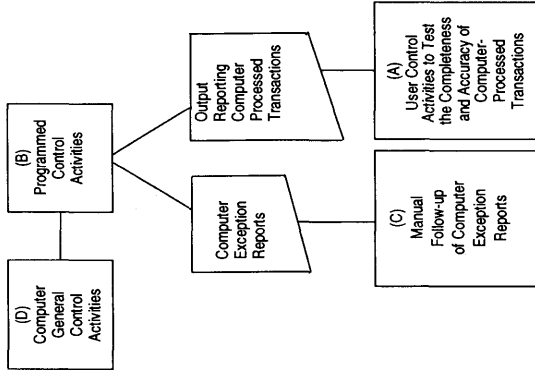 (D)
Computer
General
Control
Activities
(B)
Programmed
Control
Activities
Computer
Exception
Reports
Output
Reporting
Computer
Processed
Transactions
(C)
Manual
Follow-up
of Computer
Exception
Reports
(A)
User Control
Activities to Test
the Completeness
and Accuracy of
Computer-
Processed
Transactions